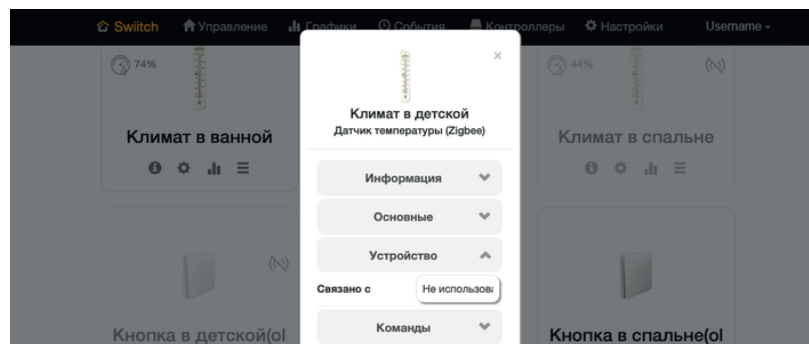 Swiitch Управление Графики События Контроллеры Настройки Username
74%
44%
Климат в ванной
Климат в детской
Датчик температуры (Zigbee)
Климат в спальне
Информация
Основные
Устройство
Связано с Не использова
Команды
Кнопка в детской(ol
Кнопка в спальне(ol